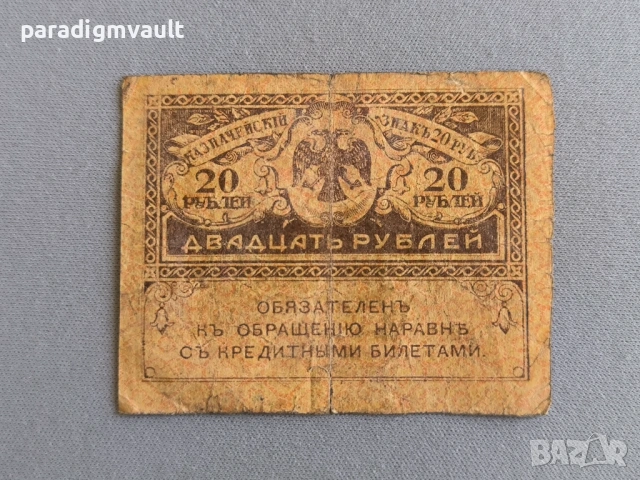 paradigmvault
КАЗНАЧЕЙСКІЙ ЗНАКЪ 20 РУБ.
20 20
РУБЛЕЙ РУБЛЕЙ
ДВАДЦАТЬ РУБЛЕЙ
ОБЯЗАТЕЛЕНЪ
КЪ ОБРАЩЕНІЮ НАРАВНѢ
СЪ КРЕДИТНЫМИ БИЛЕТАМИ.
BAZAR